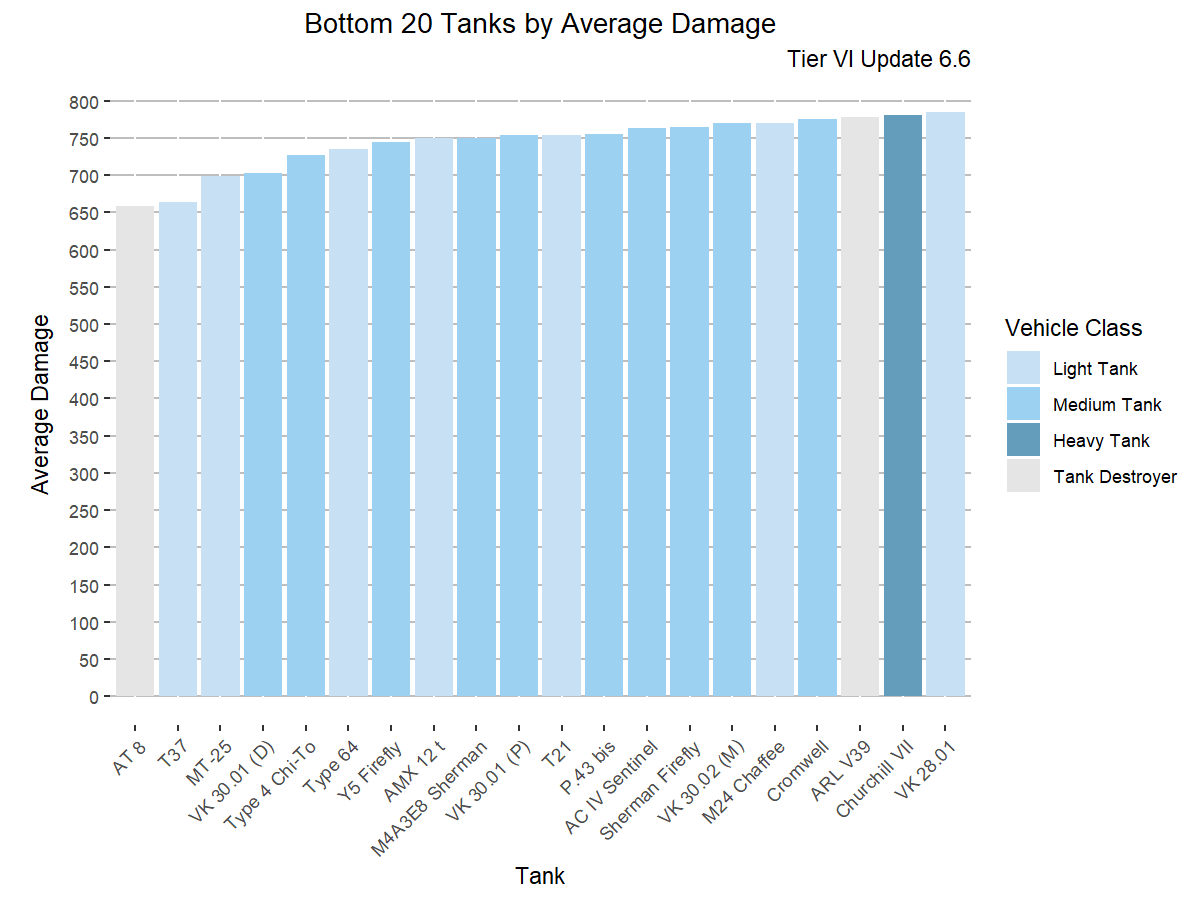 Bottom 20 Tanks by Average Damage
Tier VI Update 6.6
Average Damage
800
750
700
650
600
550
500
450
400
350
300
250
200
150
100
50
0
AT 8
T37
MT-25
VK 30.01 (D)
Type 4 Chi-To
Type 64
Y5 Firefly
AMX 12 t
M4A3E8 Sherman
VK 30.01 (P)
T21
P.43 bis
AC IV Sentinel
Sherman Firefly
VK 30.02 (M)
M24 Chaffee
Cromwell
ARL V39
Churchill VII
VK 28.01
Tank
Vehicle Class
Light Tank
Medium Tank
Heavy Tank
Tank Destroyer